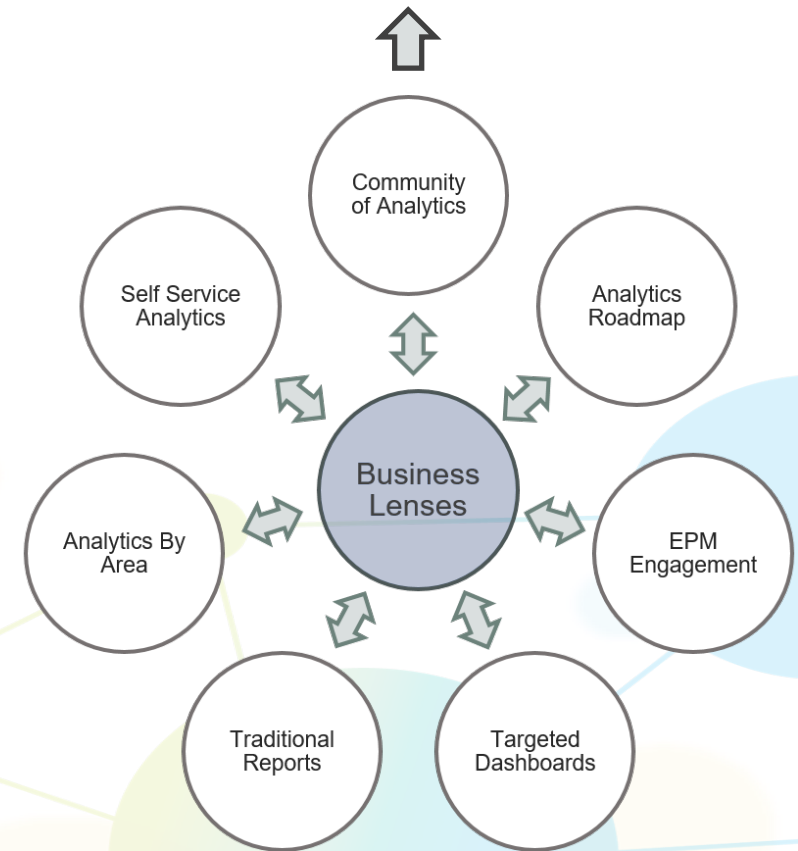 Community
of Analytics
Self Service
Analytics
Analytics
Roadmap
Business
Lenses
Analytics By
Area
EPM
Engagement
Traditional
Reports
Targeted
Dashboards